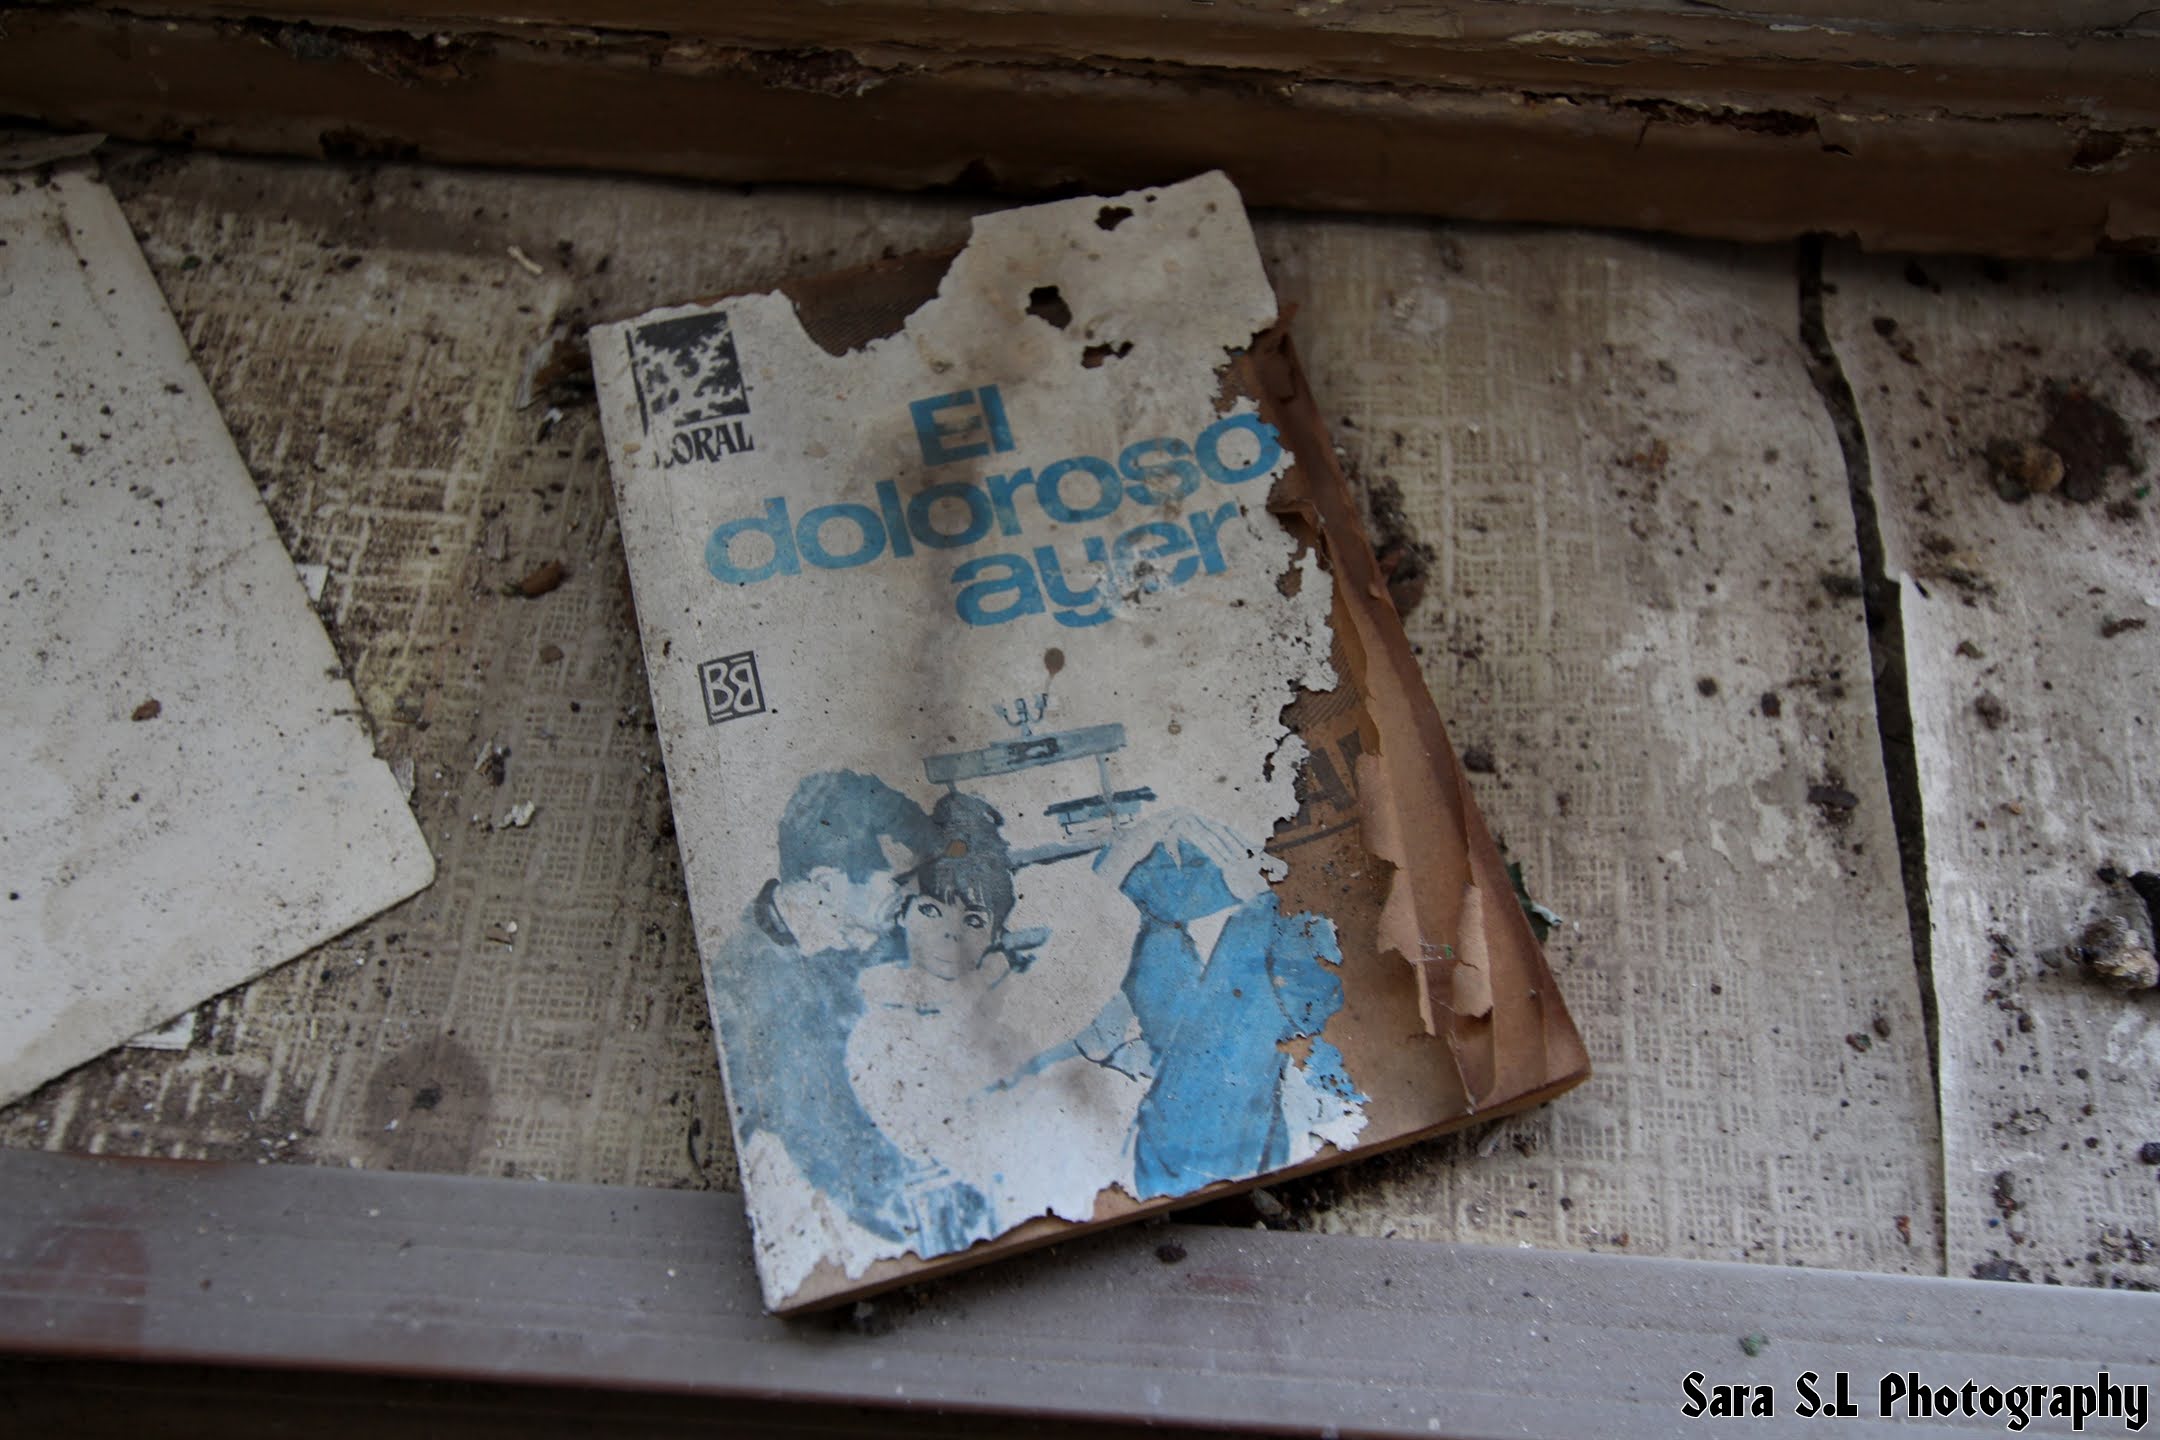 CORAL
El
doloroso
ayer
BB
Sara S.L Photography